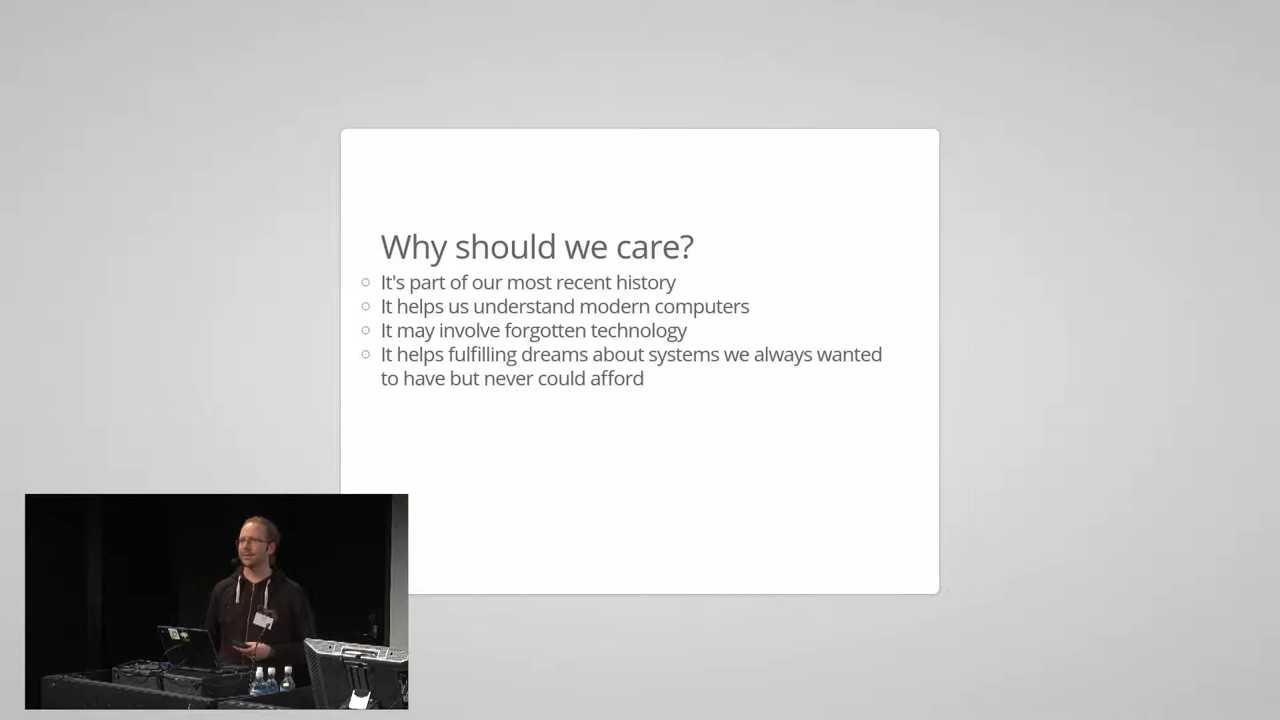 Why should we care?
It's part of our most recent history
It helps us understand modern computers
It may involve forgotten technology
It helps fulfilling dreams about systems we always wanted
to have but never could afford